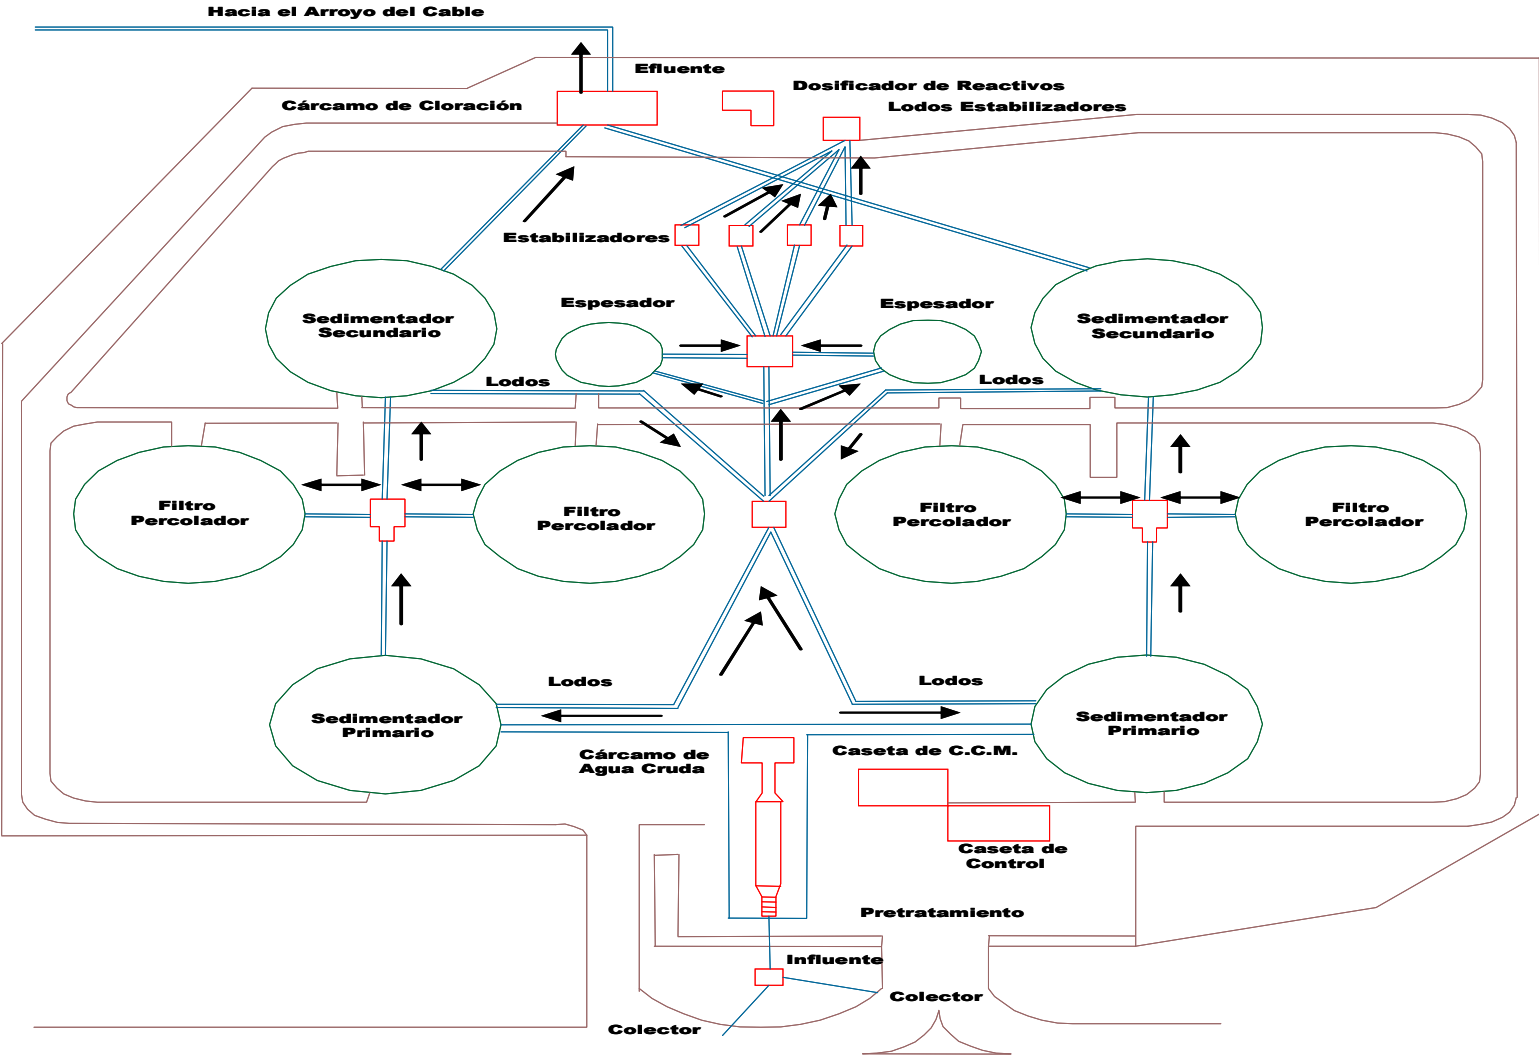 Hacia el Arroyo del Cable
Efluente
Dosificador de Reactivos
Cárcamo de Cloración
Lodos Estabilizadores
Estabilizadores
Espesador
Espesador
Sedimentador
Secundario
Sedimentador
Secundario
Lodos
Lodos
Filtro
Percolador
Filtro
Percolador
Filtro
Percolador
Filtro
Percolador
Lodos
Lodos
Sedimentador
Primario
Sedimentador
Primario
Cárcamo de
Agua Cruda
Caseta de C.C.M.
Caseta de
Control
Pretratamiento
Influente
Colector
Colector